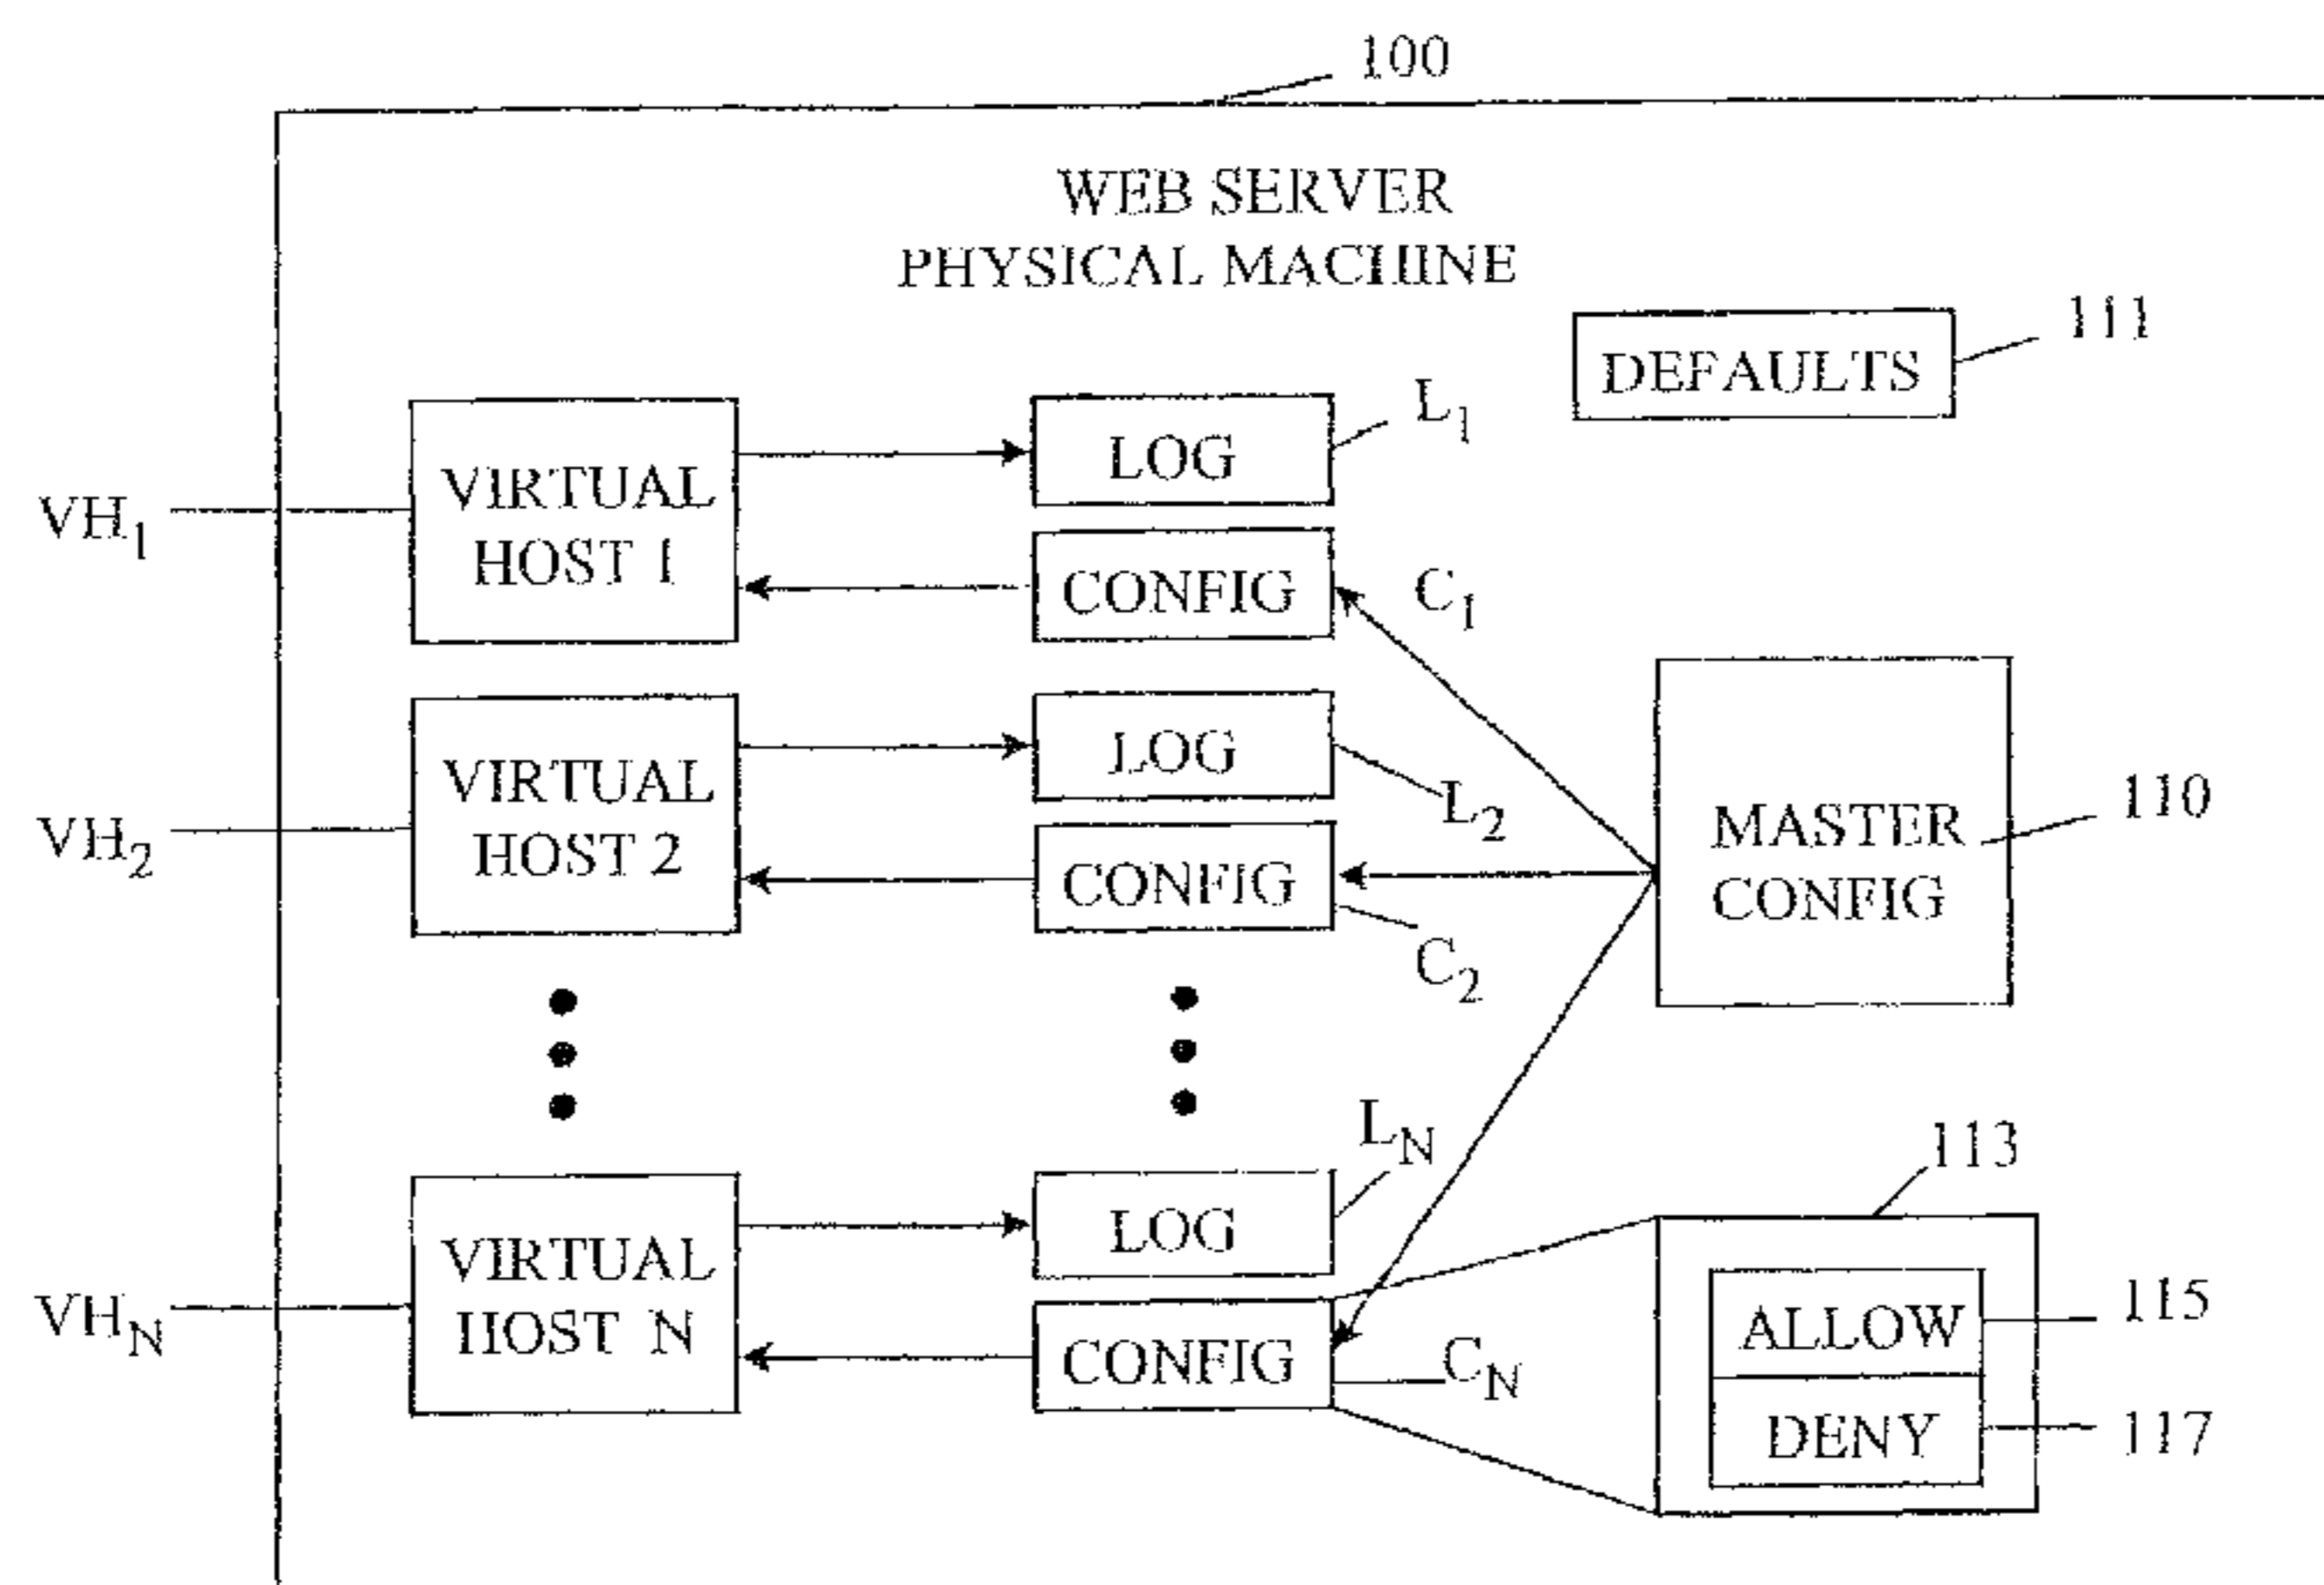 100
WEB SERVER
PHYSICAL MACHINE
DEFAULTS
111
VH1
VIRTUAL
HOST 1
LOG
L1
CONFIG
C1
VH2
VIRTUAL
HOST 2
LOG
L2
CONFIG
C2
MASTER
CONFIG
110
VHN
VIRTUAL
HOST N
LOG
LN
CONFIG
CN
113
ALLOW
115
DENY
117